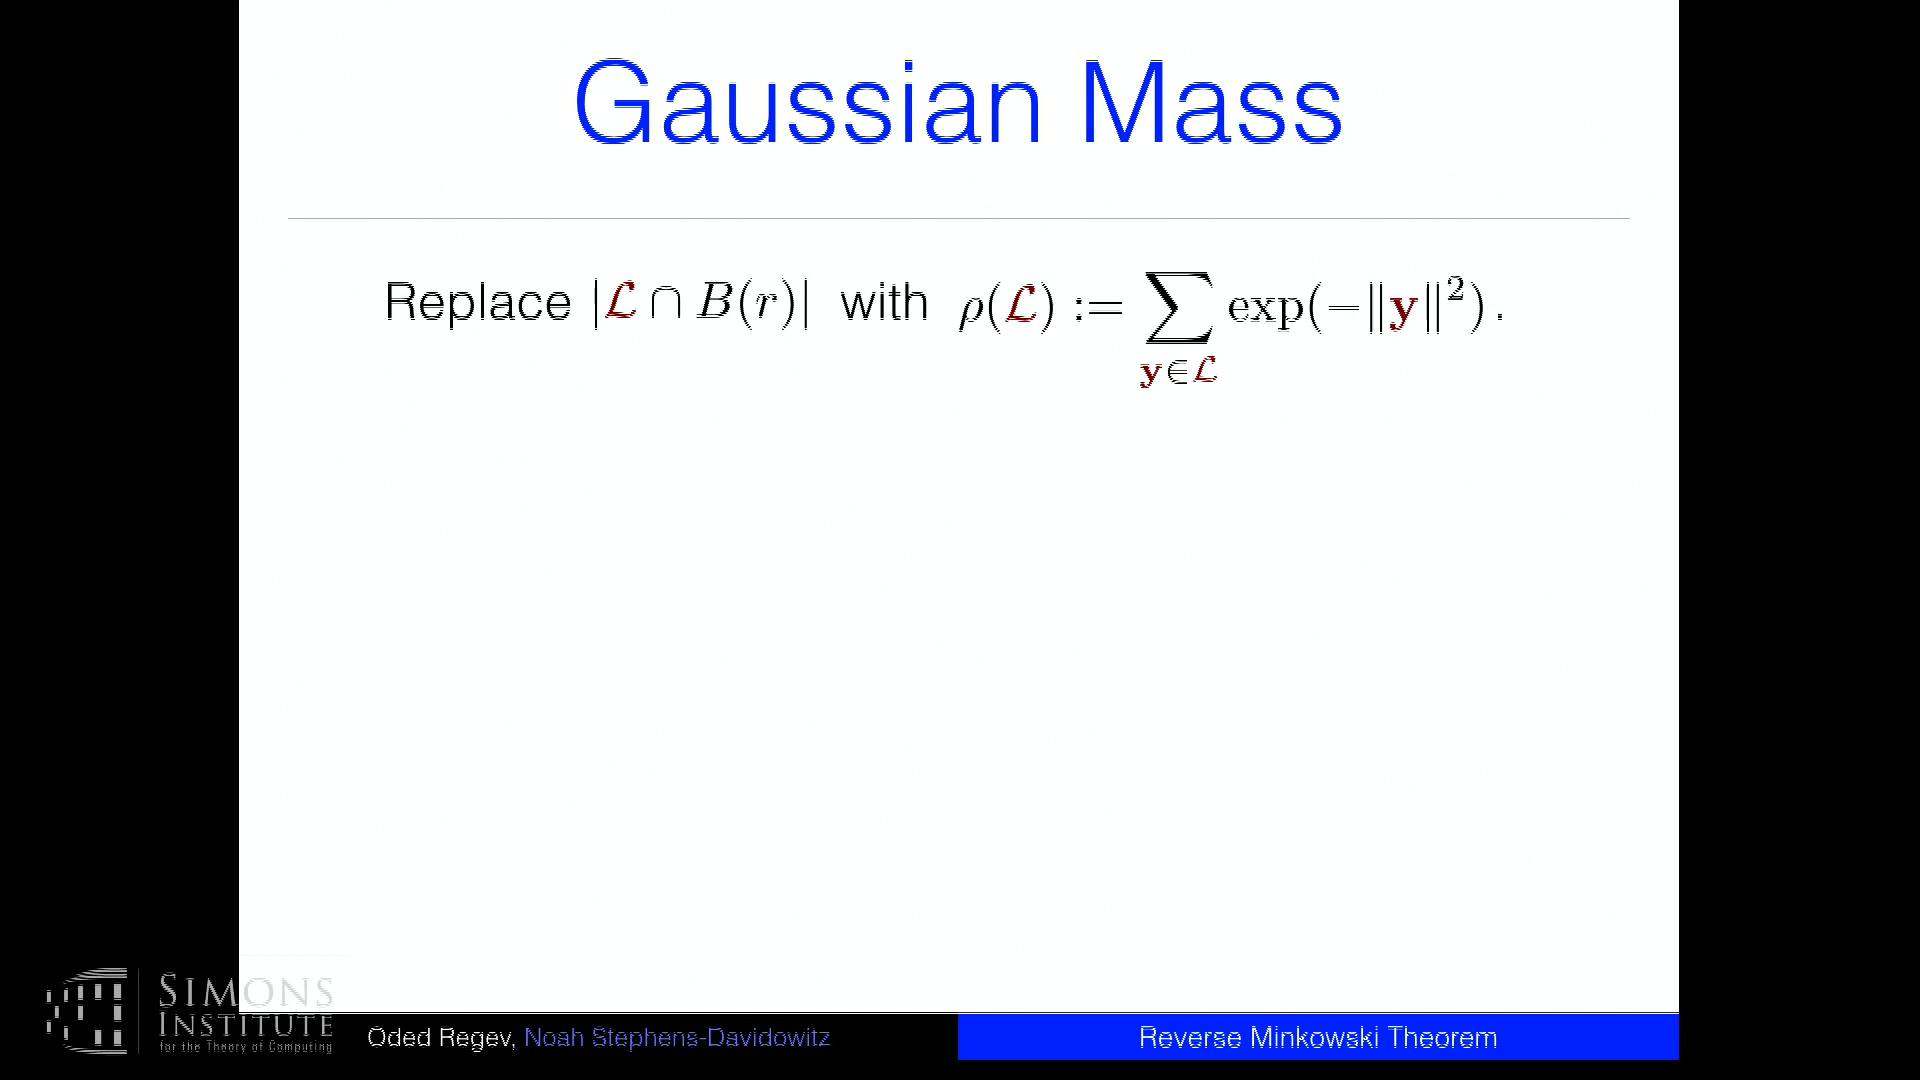 Gaussian Mass
Replace |ℒ ∩ B(r)| with ρ(ℒ) := ∑ exp(−‖y‖²).
y∈ℒ
SIMONS
INSTITUTE
for the Theory of Computing
Oded Regev, Noah Stephens-Davidowitz
Reverse Minkowski Theorem